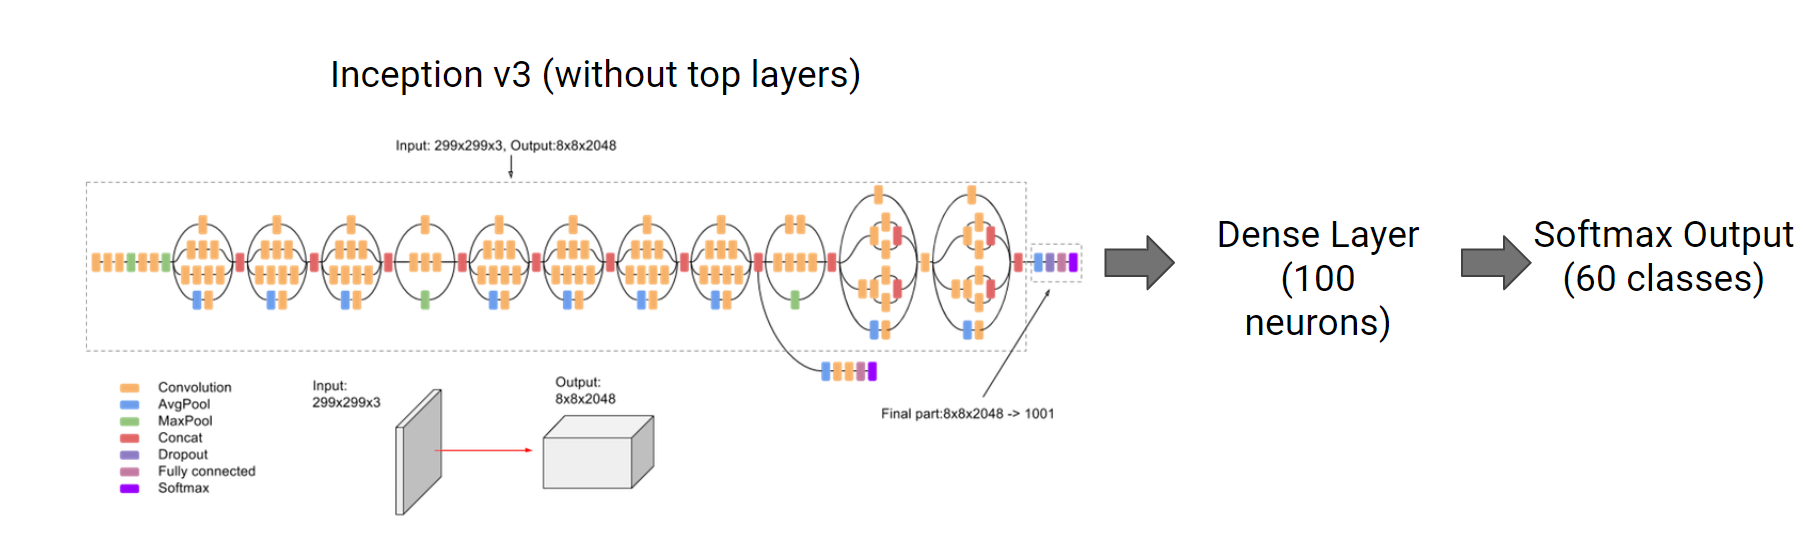 Inception v3 (without top layers)
Input: 299x299x3, Output:8x8x2048
Dense Layer
(100
neurons)
Softmax Output
(60 classes)
Final part:8x8x2048 -> 1001
Convolution
AvgPool
MaxPool
Concat
Dropout
Fully connected
Softmax
Input:
299x299x3
Output:
8x8x2048